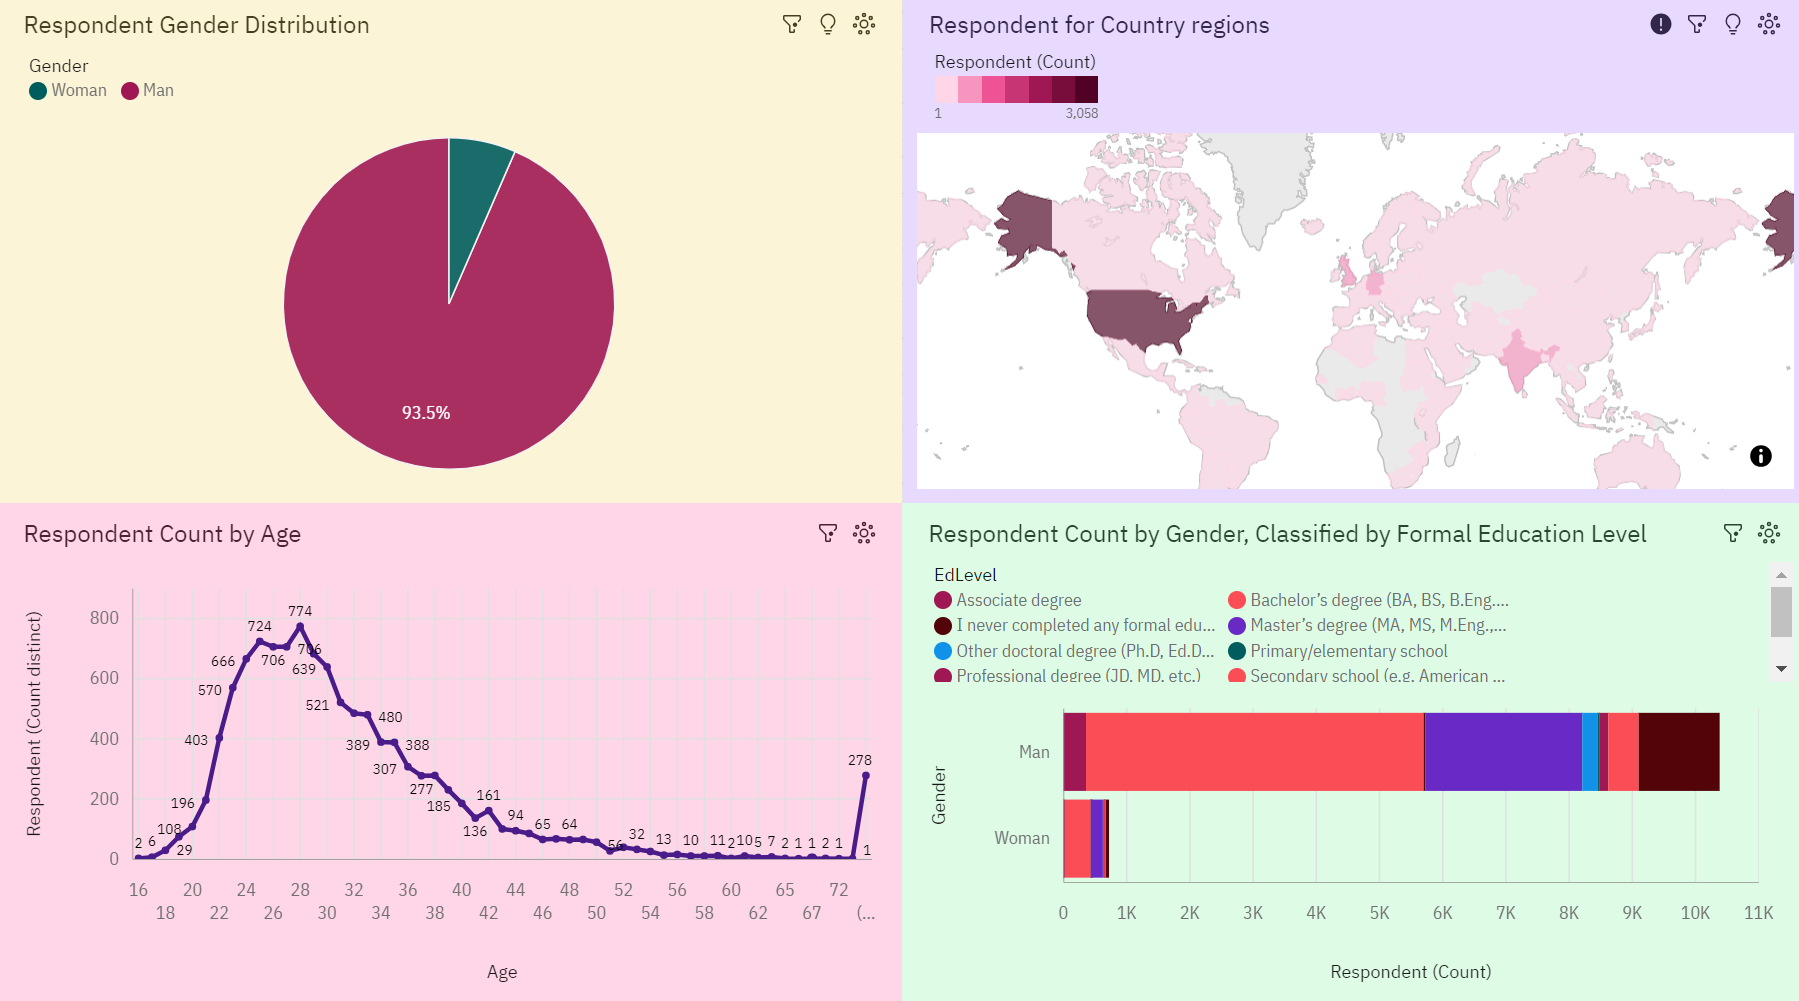 Respondent Gender Distribution
Gender
Woman Man
93.5%
Respondent for Country regions
Respondent (Count)
1 3,058
Respondent Count by Age
Respondent (Count distinct)
800
600
400
200
0
2 6 29 108 196 403 570 666 724 706 774 706 639 521 480 389 388 307 277 185 136 161 94 65 64 56 32 13 10 11 2 10 5 7 2 1 1 2 1 1 278
16 20 24 28 32 36 40 44 48 52 56 60 65 72
18 22 26 30 34 38 42 46 50 54 58 62 67 (...
Age
Respondent Count by Gender, Classified by Formal Education Level
EdLevel
Associate degree Bachelor’s degree (BA, BS, B.Eng....
I never completed any formal edu... Master’s degree (MA, MS, M.Eng.,...
Other doctoral degree (Ph.D, Ed.D... Primary/elementary school
Professional degree (JD, MD, etc.) Secondary school (e.g. American ...
Gender
Man
Woman
0 1K 2K 3K 4K 5K 6K 7K 8K 9K 10K 11K
Respondent (Count)